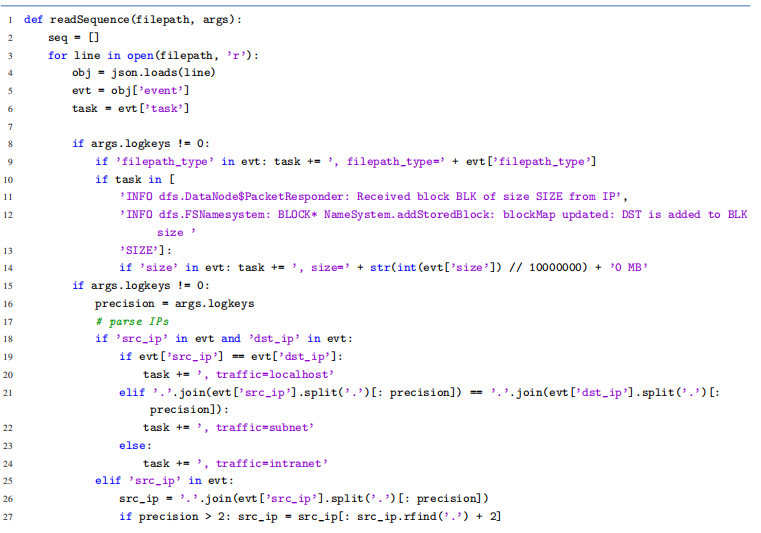 1 def readSequence(filepath, args):
2 seq = []
3 for line in open(filepath, 'r'):
4 obj = json.loads(line)
5 evt = obj['event']
6 task = evt['task']
7
8 if args.logkeys != 0:
9 if 'filepath_type' in evt: task += ', filepath_type=' + evt['filepath_type']
10 if task in [
11 'INFO dfs.DataNode$PacketResponder: Received block BLK of size SIZE from IP',
12 'INFO dfs.FSNamesystem: BLOCK* NameSystem.addStoredBlock: blockMap updated: DST is added to BLK
size '
13 'SIZE']:
14 if 'size' in evt: task += ', size=' + str(int(evt['size']) // 10000000) + '0 MB'
15 if args.logkeys != 0:
16 precision = args.logkeys
17 # parse IPs
18 if 'src_ip' in evt and 'dst_ip' in evt:
19 if evt['src_ip'] == evt['dst_ip']:
20 task += ', traffic=localhost'
21 elif '.'.join(evt['src_ip'].split('.')[: precision]) == '.'.join(evt['dst_ip'].split('.')[:
precision]):
22 task += ', traffic=subnet'
23 else:
24 task += ', traffic=intranet'
25 elif 'src_ip' in evt:
26 src_ip = '.'.join(evt['src_ip'].split('.')[: precision])
27 if precision > 2: src_ip = src_ip[: src_ip.rfind('.') + 2]